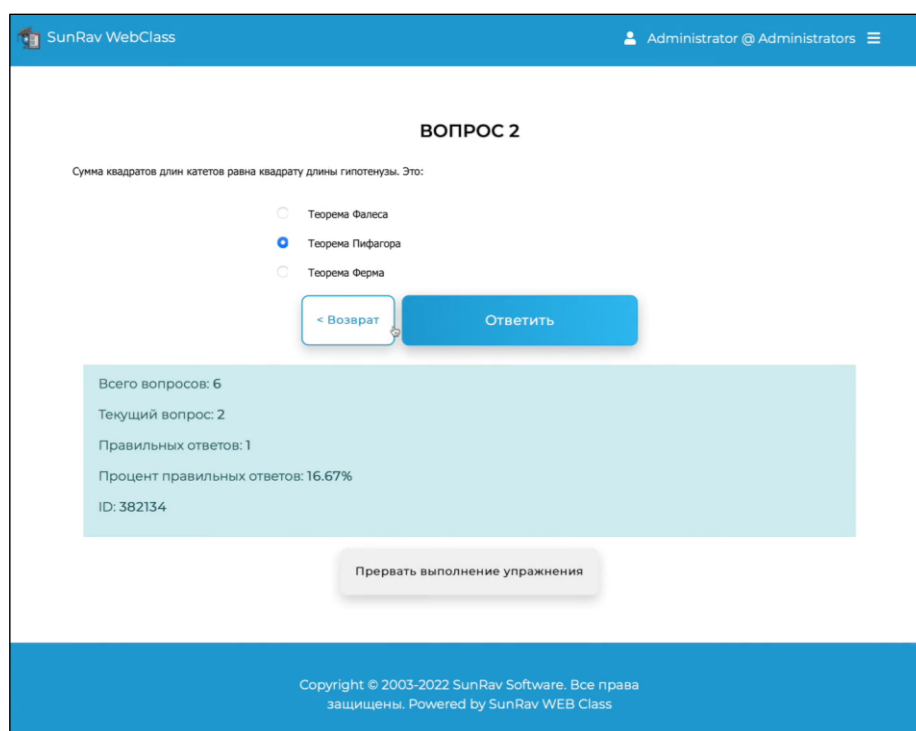 SunRav WebClass
Administrator @ Administrators
ВОПРОС 2
Сумма квадратов длин катетов равна квадрату длины гипотенузы. Это:
Теорема Фалеса
Теорема Пифагора
Теорема Ферма
< Возврат
Ответить
Всего вопросов: 6
Текущий вопрос: 2
Правильных ответов: 1
Процент правильных ответов: 16.67%
ID: 382134
Прервать выполнение упражнения
Copyright © 2003-2022 SunRav Software. Все права
защищены. Powered by SunRav WEB Class